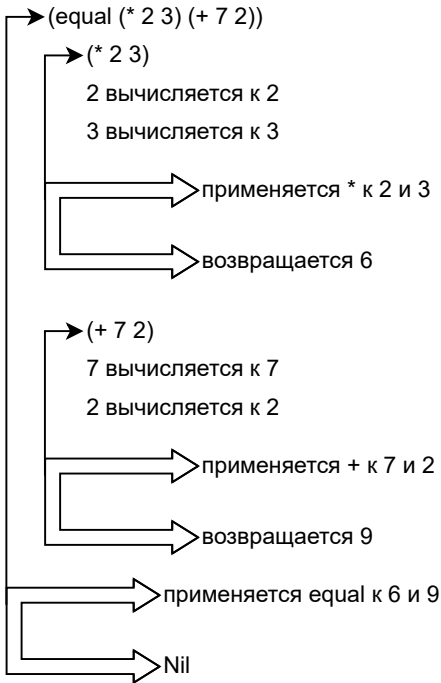 (equal (* 2 3) (+ 7 2))
(* 2 3)
2 вычисляется к 2
3 вычисляется к 3
применяется * к 2 и 3
возвращается 6
(+ 7 2)
7 вычисляется к 7
2 вычисляется к 2
применяется + к 7 и 2
возвращается 9
применяется equal к 6 и 9
Nil